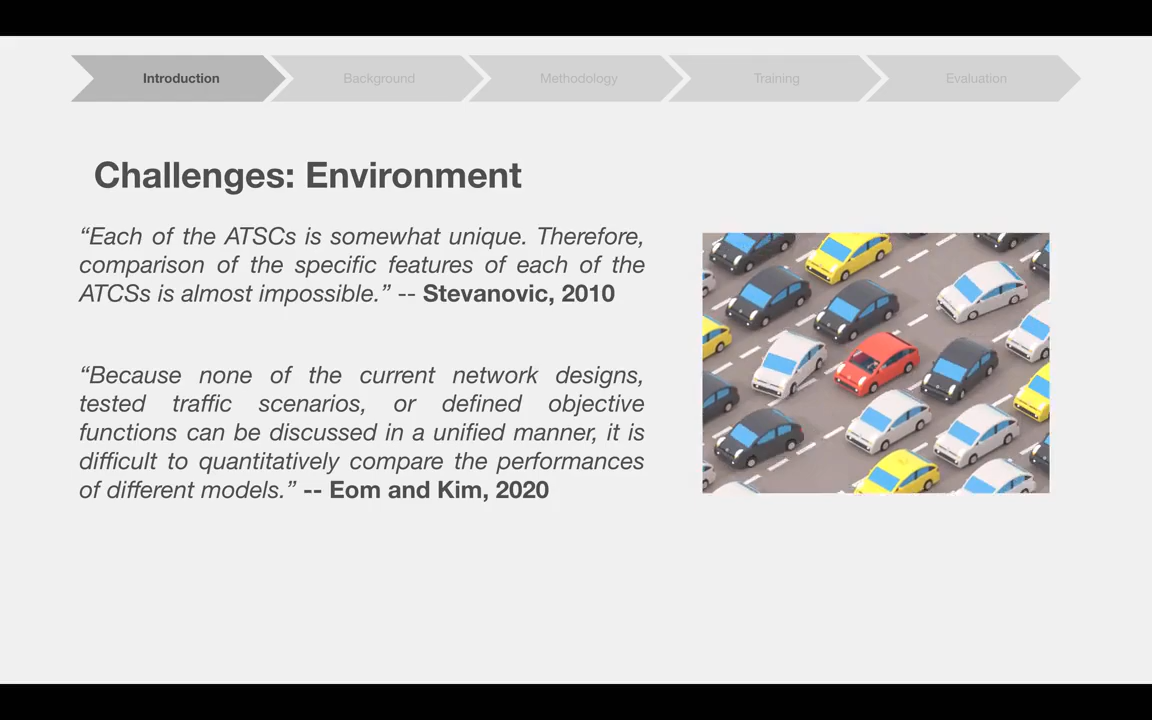 Introduction
Background
Methodology
Training
Evaluation
Challenges: Environment
“Each of the ATSCs is somewhat unique. Therefore,
comparison of the specific features of each of the
ATCSs is almost impossible.” -- Stevanovic, 2010
“Because none of the current network designs,
tested traffic scenarios, or defined objective
functions can be discussed in a unified manner, it is
difficult to quantitatively compare the performances
of different models.” -- Eom and Kim, 2020